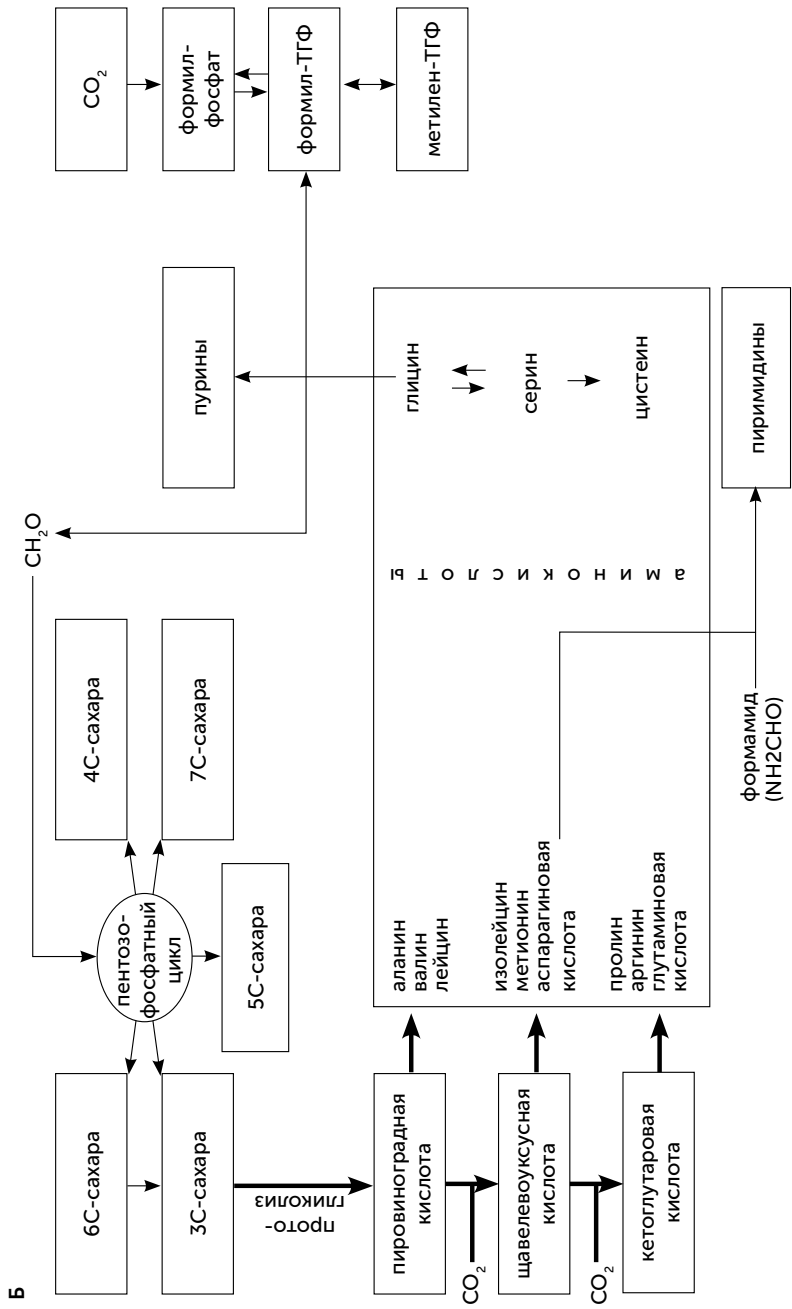 Б
6С-сахара
3С-сахара
пентозо-
фосфатный
цикл
5С-сахара
4С-сахара
7С-сахара
CH₂O
пурины
CO₂
формил-
фосфат
формил-ТГФ
метилен-ТГФ
прото-
гликолиз
пировиноградная
кислота
CO₂
щавелевоуксусная
кислота
CO₂
кетоглутаровая
кислота
аланин
валин
лейцин
изолейцин
метионин
аспарагиновая
кислота
пролин
аргинин
глутаминовая
кислота
аминокислоты
глицин
серин
цистеин
формамид
(NH2CHO)
пиримидины